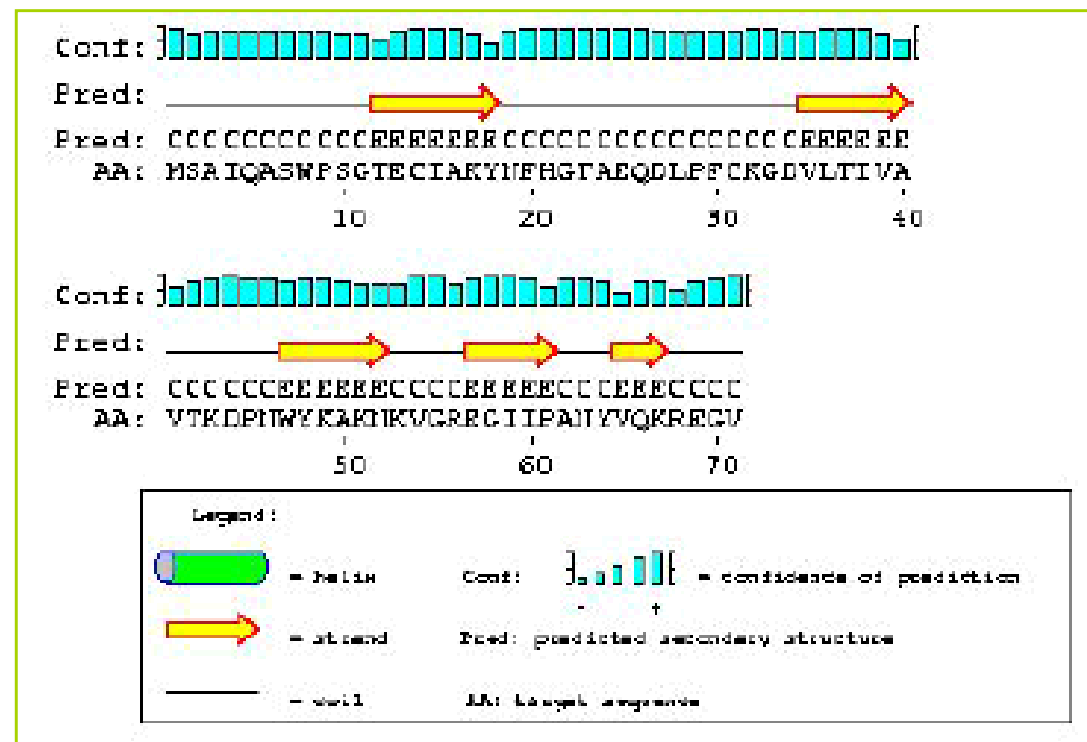 Conf:
Pred:
Pred: CCCCCCCCCCCEEEEEEECCCCCCCCCCCCCCCCEEEEEE
AA: MSAIQASWPSGTECIAKYNFHGTAEQDLPFCKGDVLTIVA
10 20 30 40
Conf:
Pred:
Pred: CCCCCCEEEEEECCCCEEEEECCCEEECCCC
AA: VTKDPNWYKAKNKVGREGIIPANYVQKREGV
50 60 70
Legend:
= helix Conf: = confidence of prediction
- +
= strand Pred: predicted secondary structure
= coil AA: target sequence